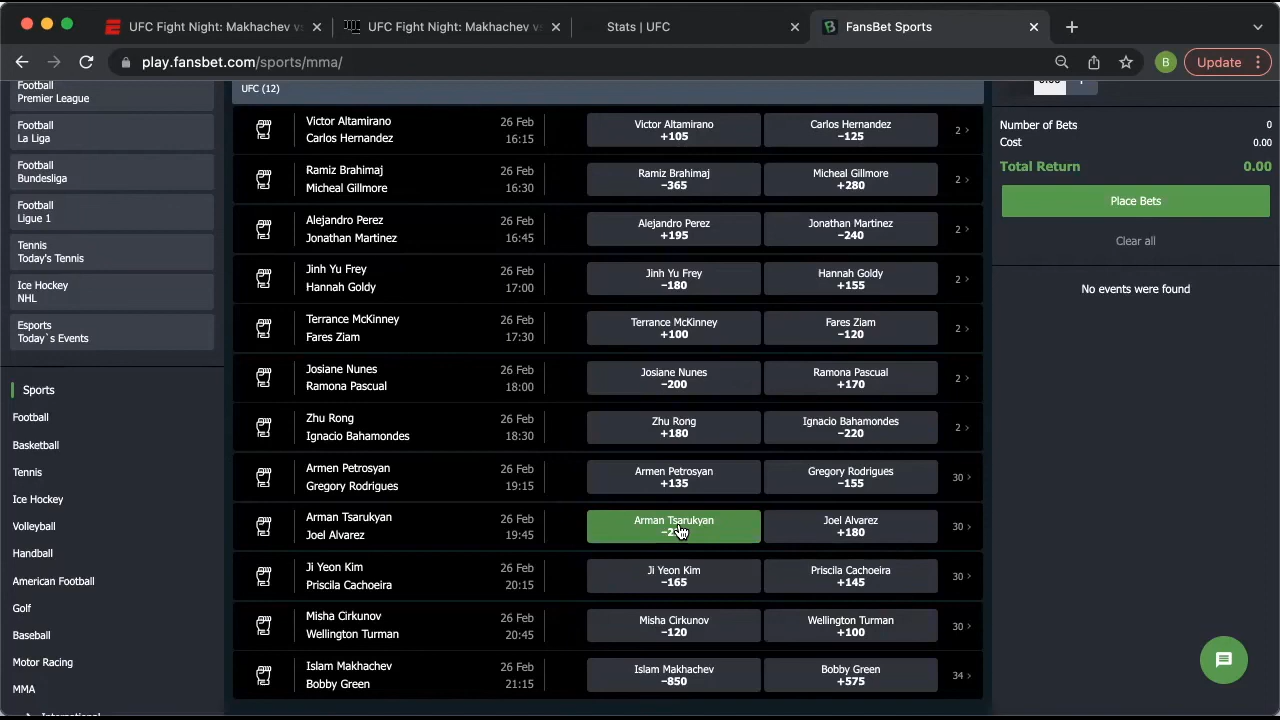 UFC Fight Night: Makhachev vs
UFC Fight Night: Makhachev vs
Stats | UFC
FansBet Sports
play.fansbet.com/sports/mma/
B
Update
Football
Premier League
Football
La Liga
Football
Bundesliga
Football
Ligue 1
Tennis
Today's Tennis
Ice Hockey
NHL
Esports
Today`s Events
Sports
Football
Basketball
Tennis
Ice Hockey
Volleyball
Handball
American Football
Golf
Baseball
Motor Racing
MMA
International
UFC (12)
Victor Altamirano 26 Feb Victor Altamirano Carlos Hernandez
Carlos Hernandez 16:15 +105 −125 2 >
Ramiz Brahimaj 26 Feb Ramiz Brahimaj Micheal Gillmore
Micheal Gillmore 16:30 −365 +280 2 >
Alejandro Perez 26 Feb Alejandro Perez Jonathan Martinez
Jonathan Martinez 16:45 +195 −240 2 >
Jinh Yu Frey 26 Feb Jinh Yu Frey Hannah Goldy
Hannah Goldy 17:00 −180 +155 2 >
Terrance McKinney 26 Feb Terrance McKinney Fares Ziam
Fares Ziam 17:30 +100 −120 2 >
Josiane Nunes 26 Feb Josiane Nunes Ramona Pascual
Ramona Pascual 18:00 −200 +170 2 >
Zhu Rong 26 Feb Zhu Rong Ignacio Bahamondes
Ignacio Bahamondes 18:30 +180 −220 2 >
Armen Petrosyan 26 Feb Armen Petrosyan Gregory Rodrigues
Gregory Rodrigues 19:15 +135 −155 30 >
Arman Tsarukyan 26 Feb Arman Tsarukyan Joel Alvarez
Joel Alvarez 19:45 +180 30 >
Ji Yeon Kim 26 Feb Ji Yeon Kim Priscila Cachoeira
Priscila Cachoeira 20:15 −165 +145 30 >
Misha Cirkunov 26 Feb Misha Cirkunov Wellington Turman
Wellington Turman 20:45 −120 +100 30 >
Islam Makhachev 26 Feb Islam Makhachev Bobby Green
Bobby Green 21:15 −850 +575 34 >
Number of Bets 0
Cost 0.00
Total Return 0.00
Place Bets
Clear all
No events were found